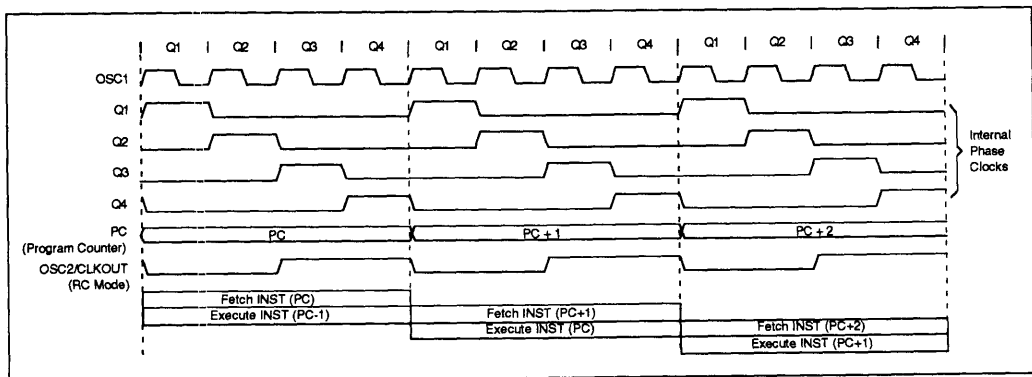 Q1 | Q2 | Q3 | Q4 | Q1 | Q2 | Q3 | Q4 | Q1 | Q2 | Q3 | Q4
OSC1
Q1
Q2
Q3
Q4
Internal
Phase
Clocks
PC
(Program Counter)
PC
PC + 1
PC + 2
OSC2/CLKOUT
(RC Mode)
Fetch INST (PC)
Execute INST (PC-1)
Fetch INST (PC+1)
Execute INST (PC)
Fetch INST (PC+2)
Execute INST (PC+1)